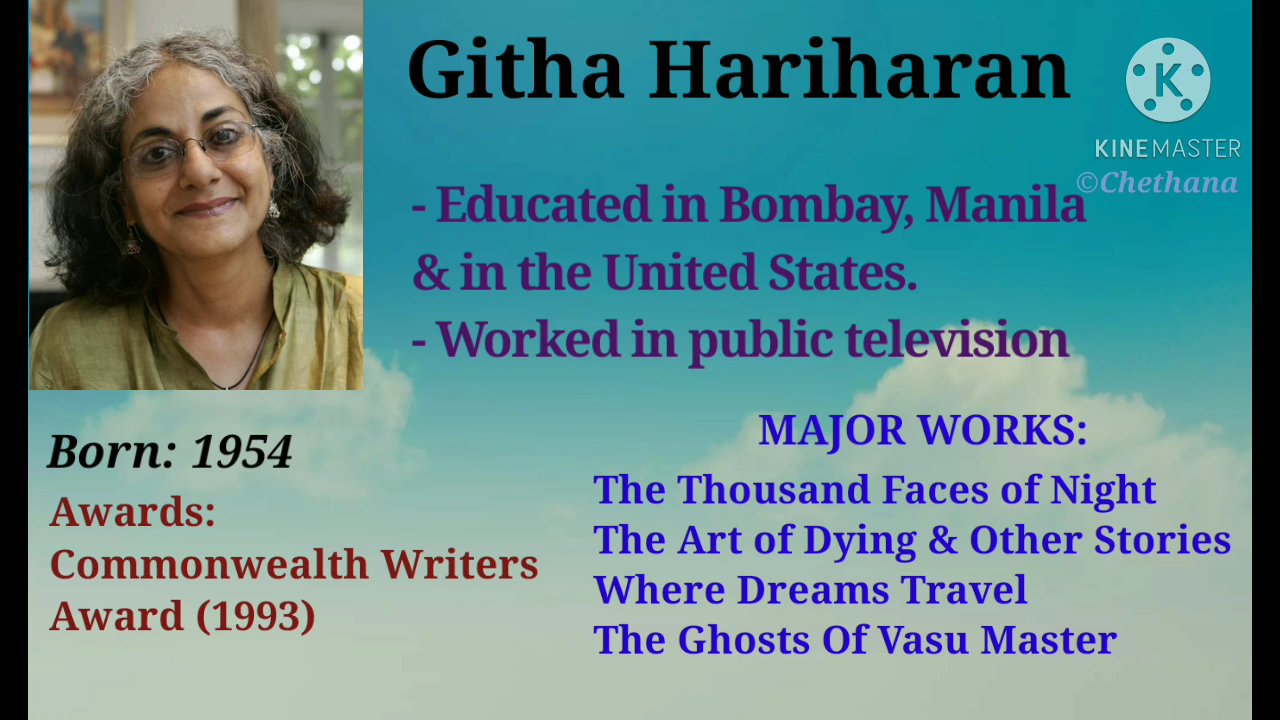 Githa Hariharan
K
KINEMASTER
©Chethana
- Educated in Bombay, Manila
& in the United States.
- Worked in public television
Born: 1954
Awards:
Commonwealth Writers
Award (1993)
MAJOR WORKS:
The Thousand Faces of Night
The Art of Dying & Other Stories
Where Dreams Travel
The Ghosts Of Vasu Master